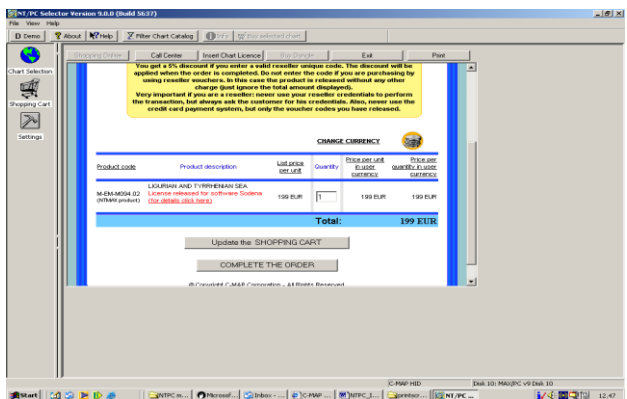 NT/PC Selector Version 9.0.0 (Build 5637)
File View Help
D Demo ? About Help Filter Chart Catalog Info Buy selected chart
Chart Selection
Shopping Cart
Settings
Shopping Online Call Center Insert Chart Licence Buy Dongle Exit Print
You get a 5% discount if you enter a valid reseller unique code. The discount will be
applied when the order is completed. Do not enter the code if you are purchasing by
using reseller vouchers. In this case the product is released without any other
charge (just ignore the total amount displayed).
Very important if you are a reseller: never use your reseller credentials to perform
the transaction, but always ask the customer for his credentials. Also, never use the
credit card payment system, but only the voucher codes you have released.
CHANGE CURRENCY
Product code Product description List price per unit Quantity Price per unit in user currency Price per quantity in user currency
M-EM-M094.02
(NTMAX product)
LIGURIAN AND TYRRHENIAN SEA
License released for software Sodena
(for details click here)
199 EUR 1 199 EUR 199 EUR
Total: 199 EUR
Update the SHOPPING CART
COMPLETE THE ORDER
© Copyright C-MAP Corporation - All Rights Reserved
C-MAP HID Disk 10: MAX/PC v9 Disk 10
Start NTPC m... Microsof... Inbox - ... C-MAP ... NTPC_I... printscr... NT/PC ... 12.47